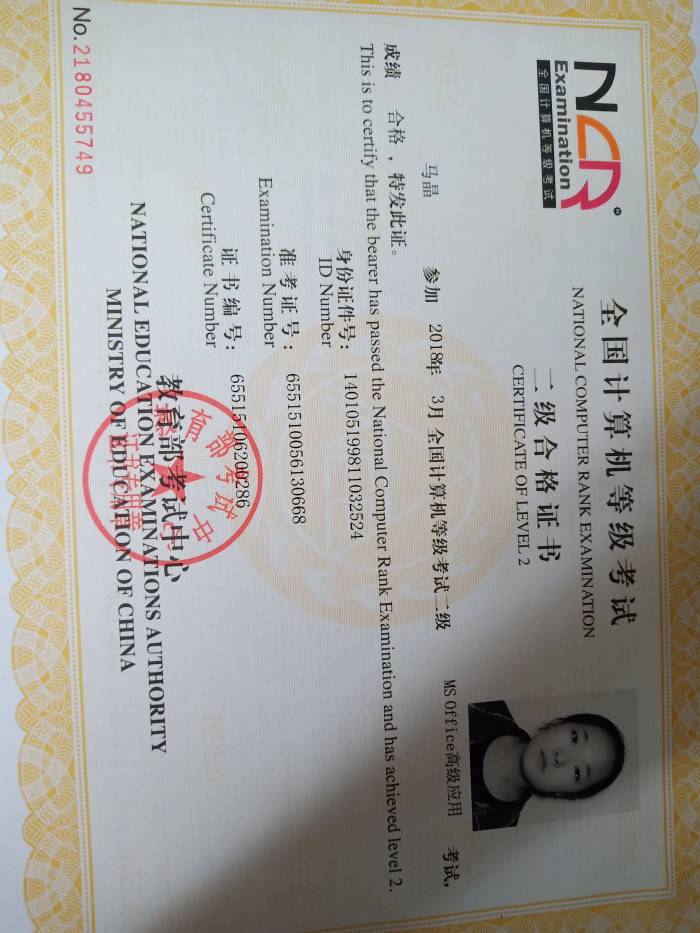 NCR
Examination
全国计算机等级考试
全国计算机等级考试
NATIONAL COMPUTER RANK EXAMINATION
二级合格证书
CERTIFICATE OF LEVEL 2
马晶 参加 2018年 3月 全国计算机等级考试二级 MS Office高级应用 考试,
成绩 合格 ,特发此证。
This is to certify that the bearer has passed the National Computer Rank Examination and has achieved level 2.
身份证件号: 140105199811032524
ID Number
准考证号: 6551510056130668
Examination Number
证书编号: 655151062​00286
Certificate Number
教育部考试中心
NATIONAL EDUCATION EXAMINATIONS AUTHORITY
MINISTRY OF EDUCATION OF CHINA
No. 2180455749